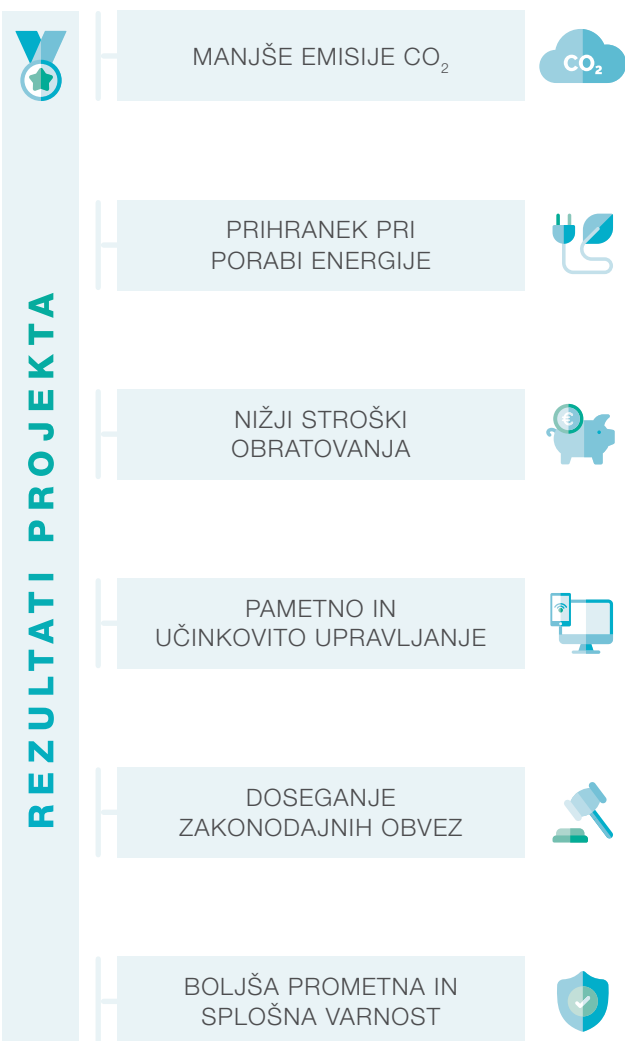 REZULTATI PROJEKTA
MANJŠE EMISIJE CO₂
CO₂
PRIHRANEK PRI
PORABI ENERGIJE
NIŽJI STROŠKI
OBRATOVANJA
€
PAMETNO IN
UČINKOVITO UPRAVLJANJE
DOSEGANJE
ZAKONODAJNIH OBVEZ
BOLJŠA PROMETNA IN
SPLOŠNA VARNOST